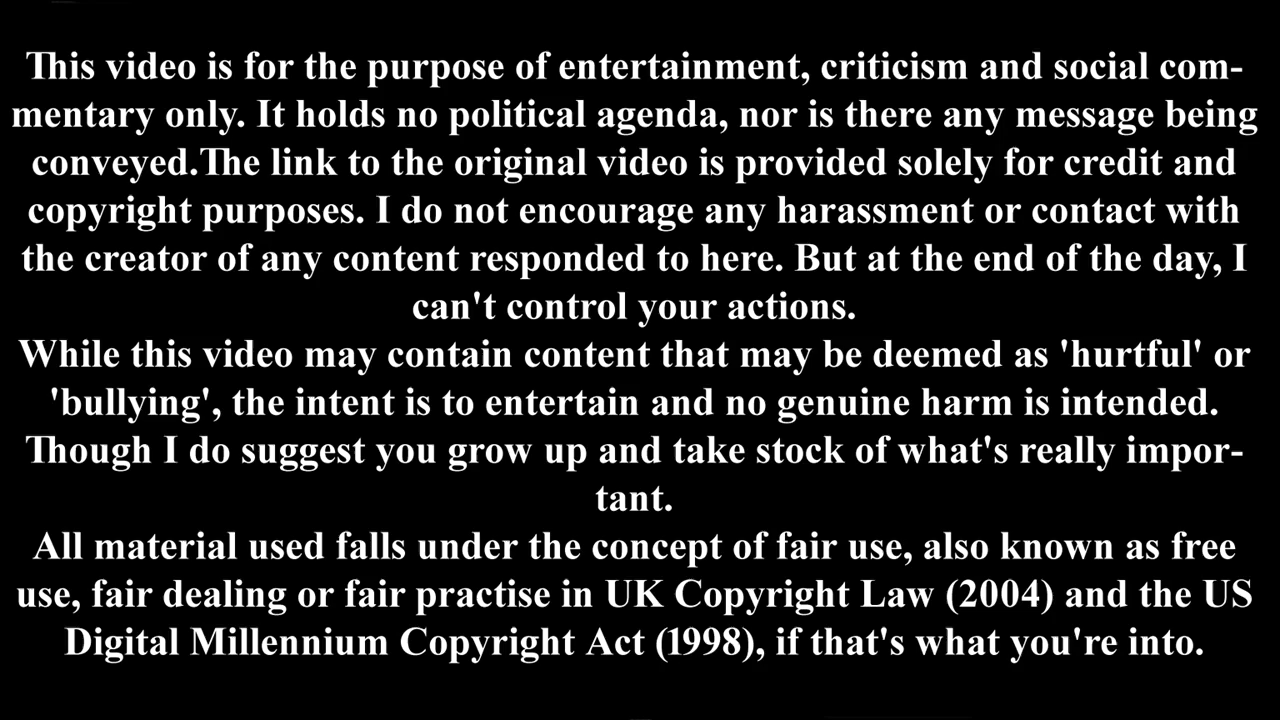 This video is for the purpose of entertainment, criticism and social com-
mentary only. It holds no political agenda, nor is there any message being
conveyed.The link to the original video is provided solely for credit and
copyright purposes. I do not encourage any harassment or contact with
the creator of any content responded to here. But at the end of the day, I
can't control your actions.
While this video may contain content that may be deemed as 'hurtful' or
'bullying', the intent is to entertain and no genuine harm is intended.
Though I do suggest you grow up and take stock of what's really impor-
tant.
All material used falls under the concept of fair use, also known as free
use, fair dealing or fair practise in UK Copyright Law (2004) and the US
Digital Millennium Copyright Act (1998), if that's what you're into.